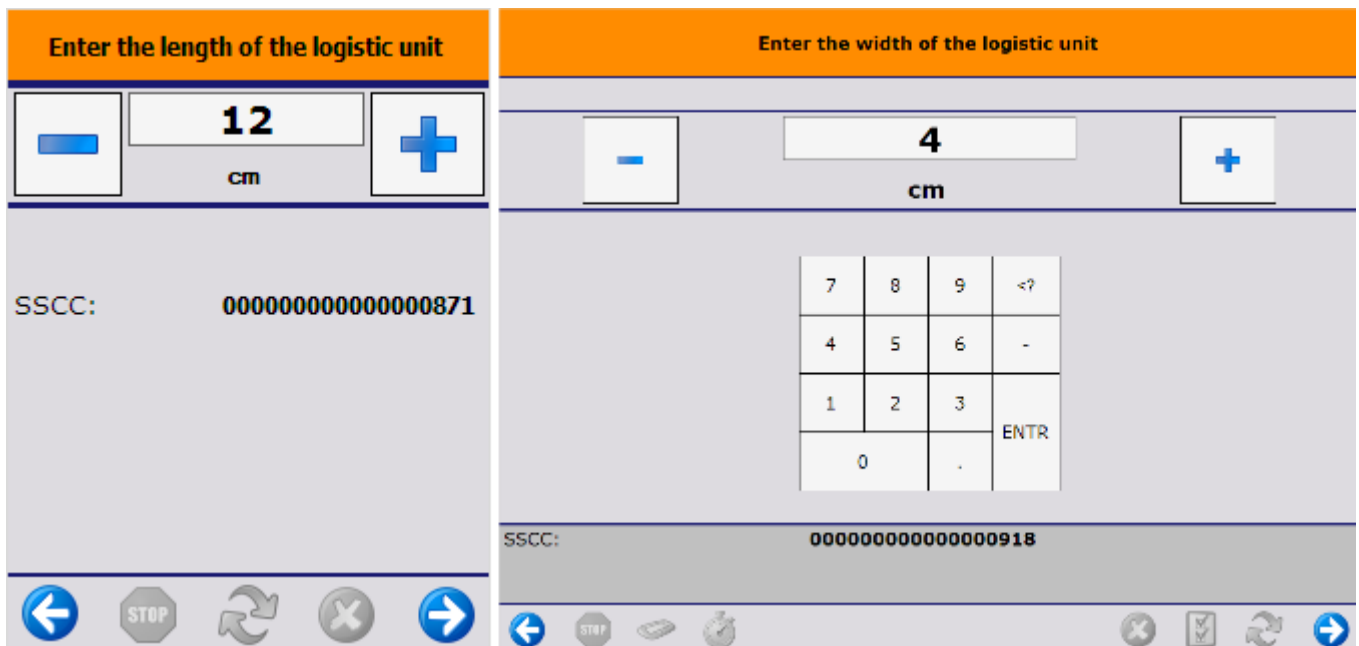 Enter the length of the logistic unit
12
cm
SSCC: 000000000000000871
STOP
Enter the width of the logistic unit
4
cm
7 8 9 <?
4 5 6 -
1 2 3
ENTR
0 .
SSCC: 000000000000000918
STOP